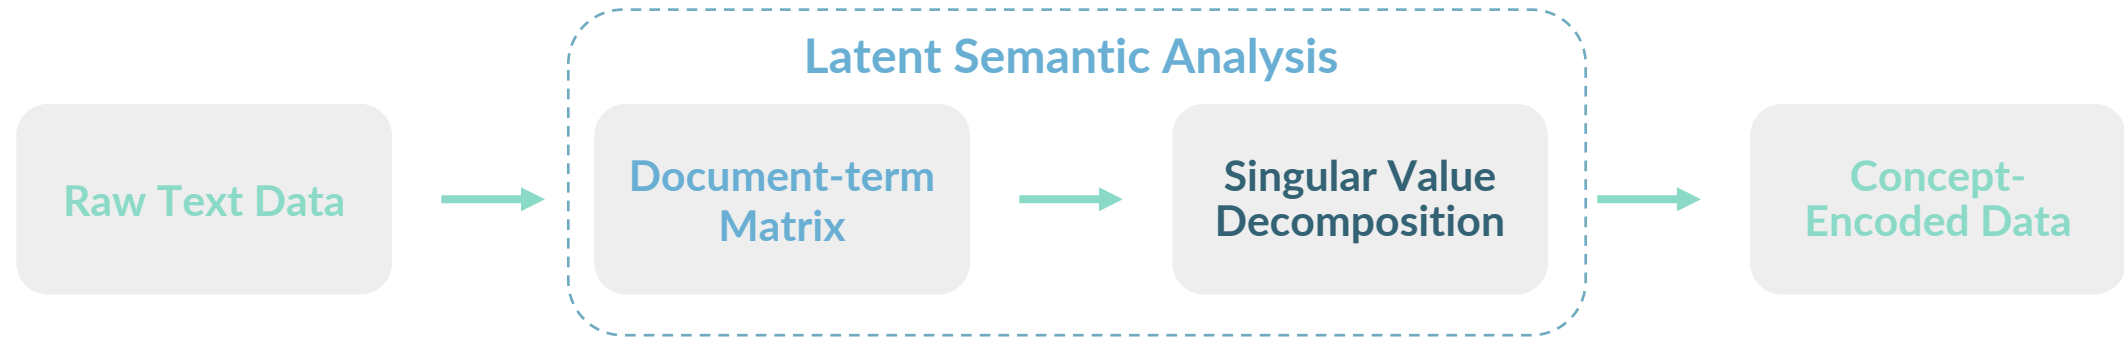 Latent Semantic Analysis
Raw Text Data
Document-term
Matrix
Singular Value
Decomposition
Concept-
Encoded Data